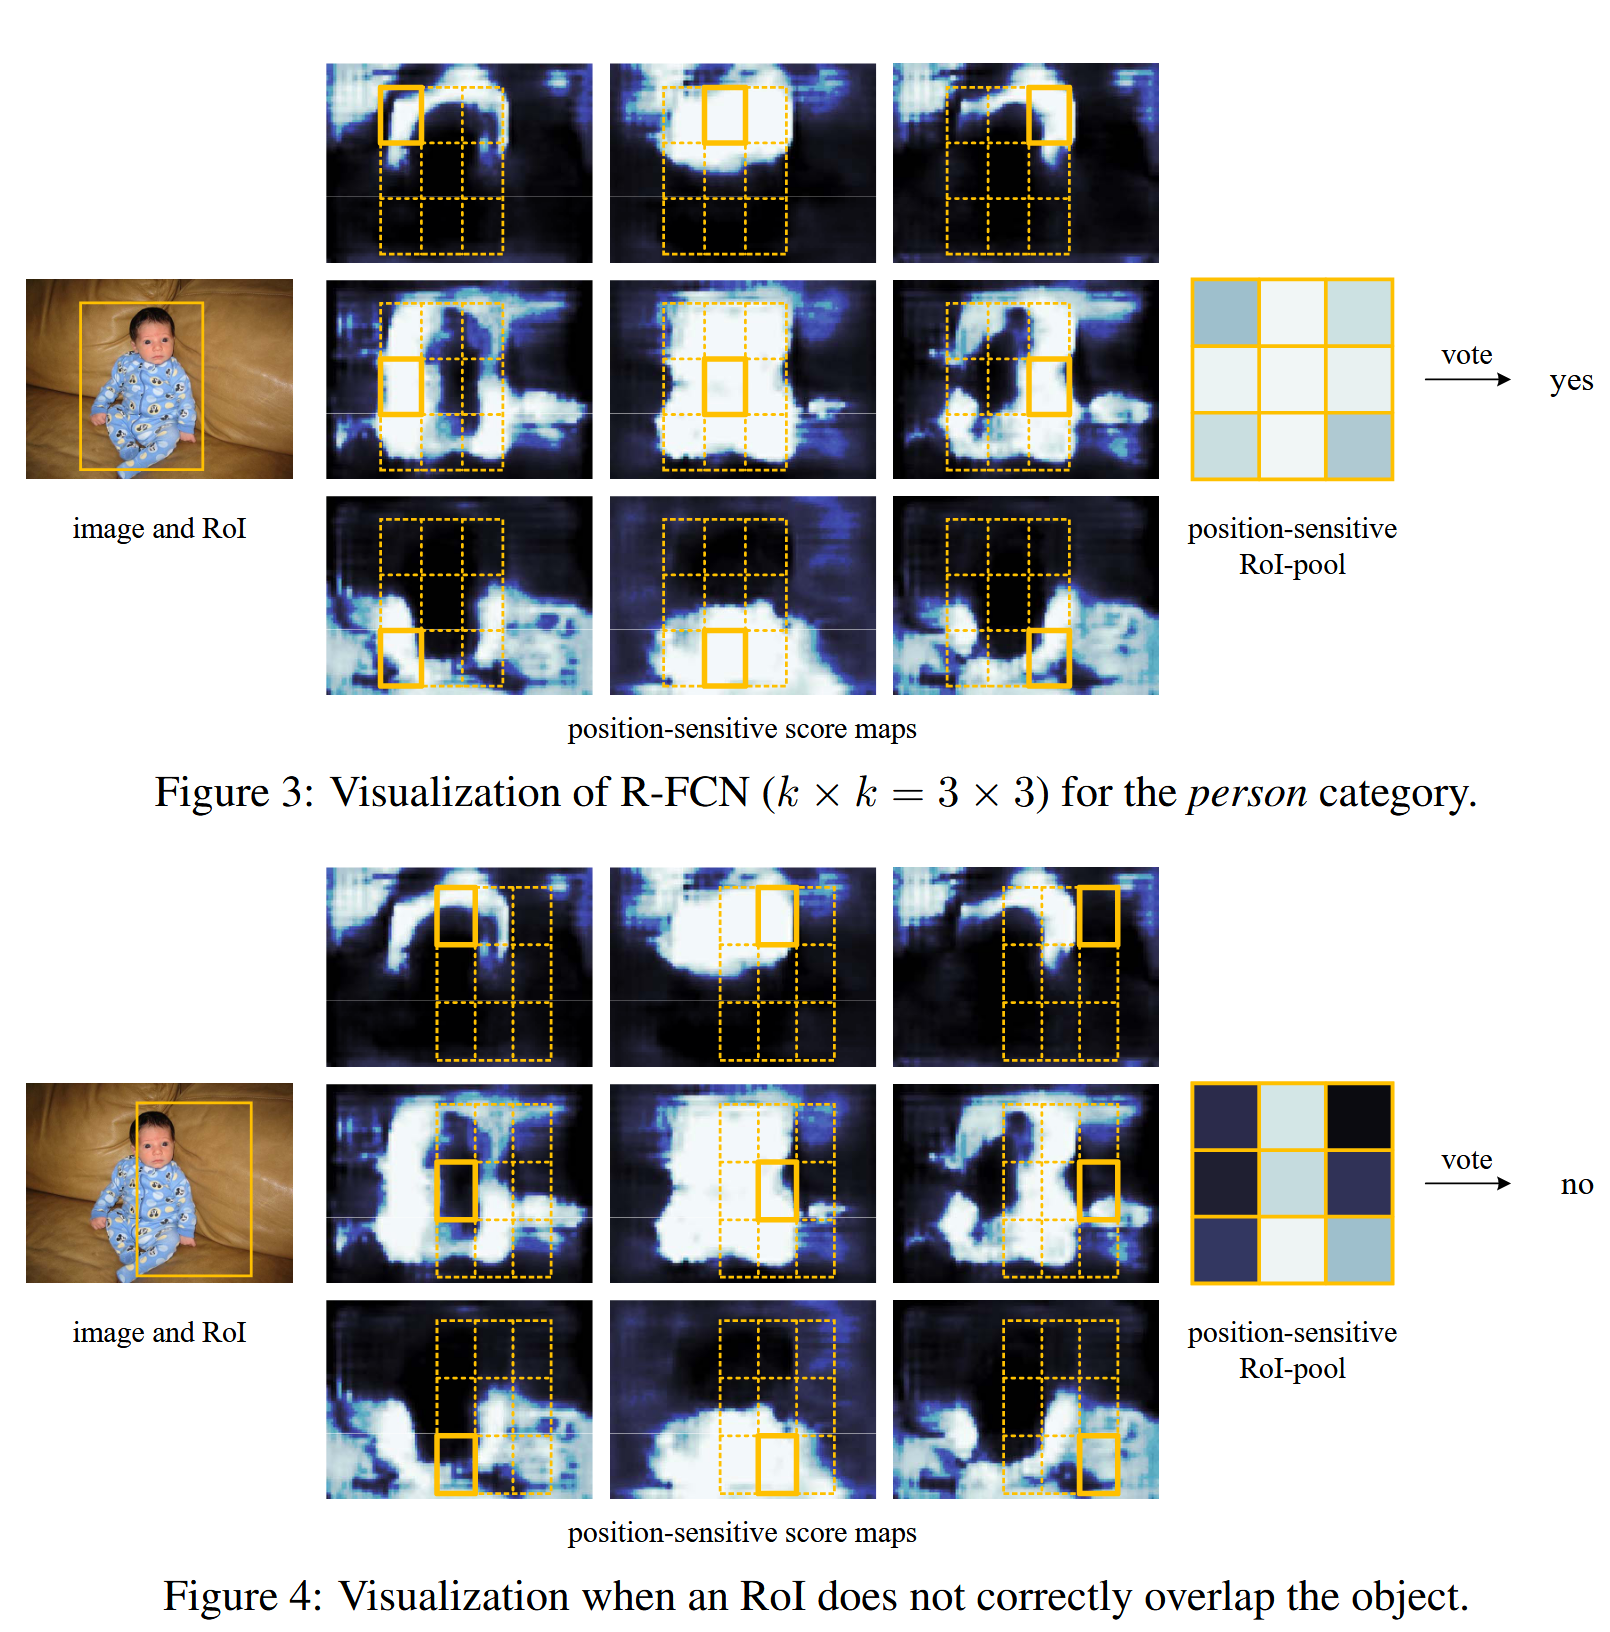 image and RoI
position-sensitive score maps
position-sensitive
RoI-pool
vote
yes
Figure 3: Visualization of R-FCN (k × k = 3 × 3) for the person category.
image and RoI
position-sensitive score maps
position-sensitive
RoI-pool
vote
no
Figure 4: Visualization when an RoI does not correctly overlap the object.